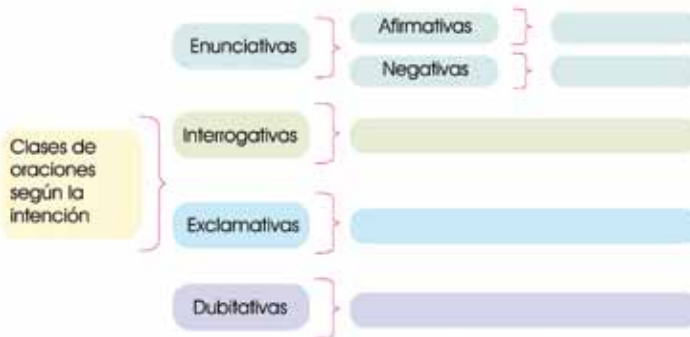 Enunciativas
Afirmativas
Negativas
Interrogativas
Clases de
oraciones
según la
intención
Exclamativas
Dubitativas